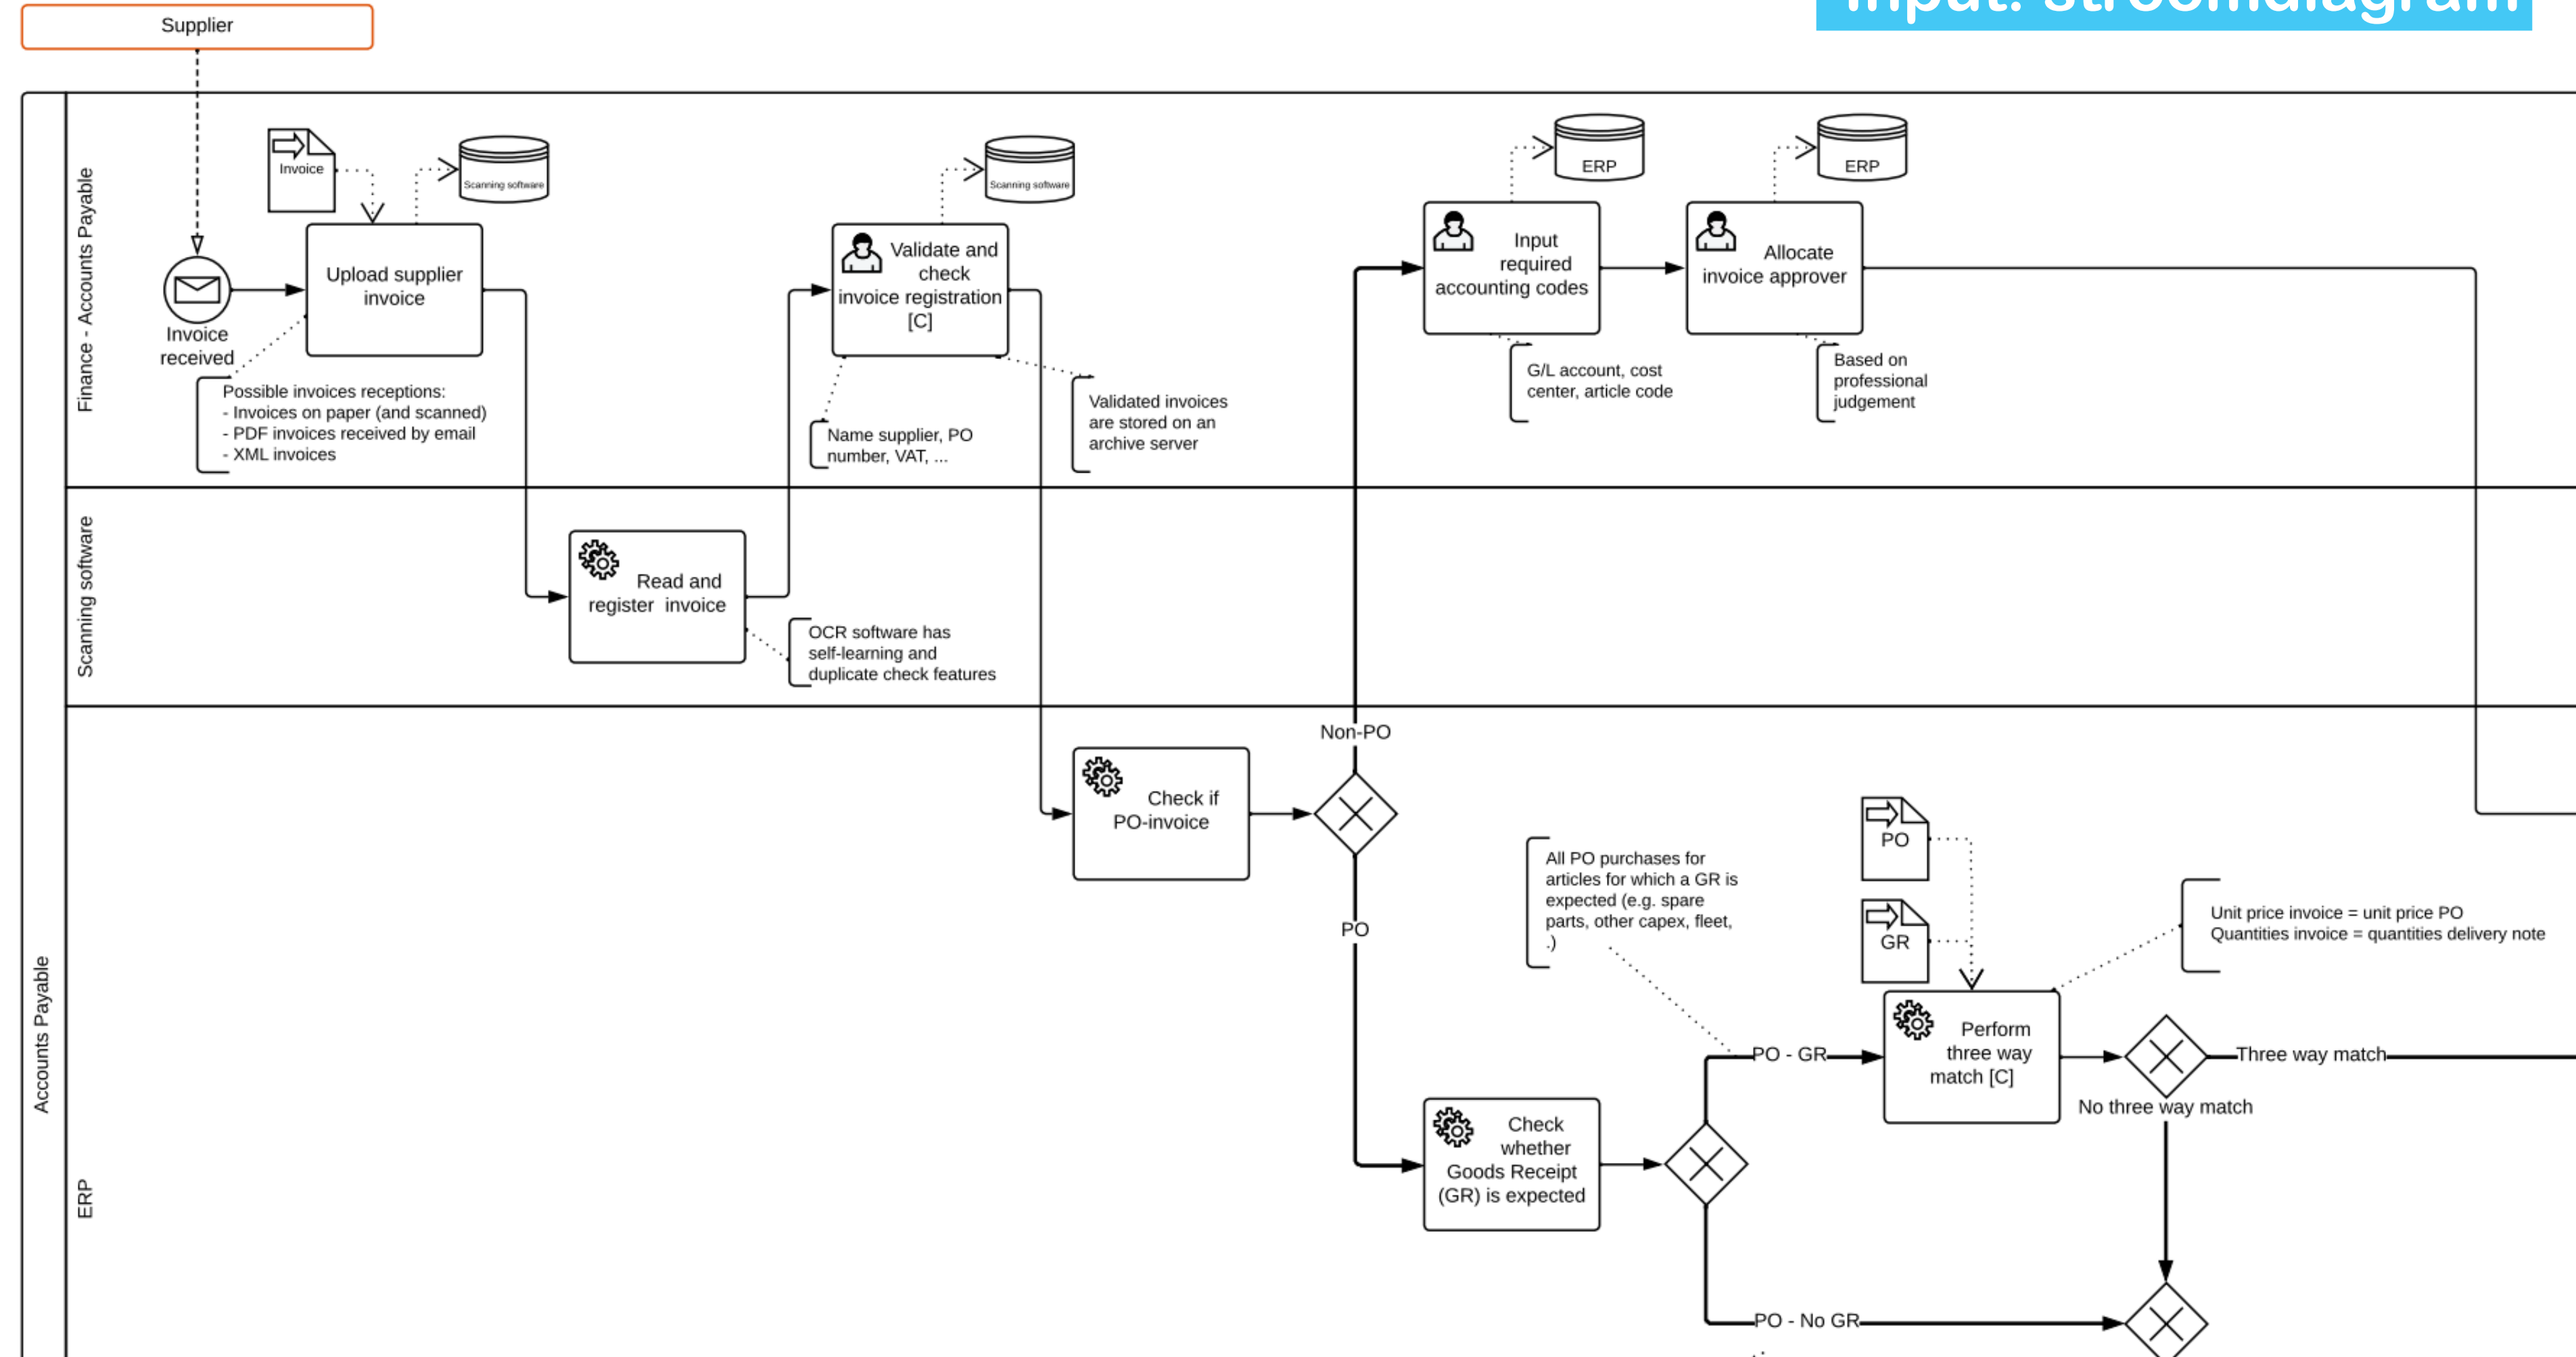 Input: stroomdiagram
Supplier
Accounts Payable
Finance - Accounts Payable
Invoice
Scanning software
Invoice
received
Upload supplier
invoice
Possible invoices receptions:
- Invoices on paper (and scanned)
- PDF invoices received by email
- XML invoices
Scanning software
Validate and
check
invoice registration
[C]
Name supplier, PO
number, VAT, ...
Validated invoices
are stored on an
archive server
ERP
Input
required
accounting codes
G/L account, cost
center, article code
ERP
Allocate
invoice approver
Based on
professional
judgement
Scanning software
Read and
register invoice
OCR software has
self-learning and
duplicate check features
ERP
Check if
PO-invoice
Non-PO
PO
Check
whether
Goods Receipt
(GR) is expected
All PO purchases for
articles for which a GR is
expected (e.g. spare
parts, other capex, fleet,
.)
PO - GR
PO - No GR
PO
GR
Perform
three way
match [C]
Unit price invoice = unit price PO
Quantities invoice = quantities delivery note
Three way match
No three way match